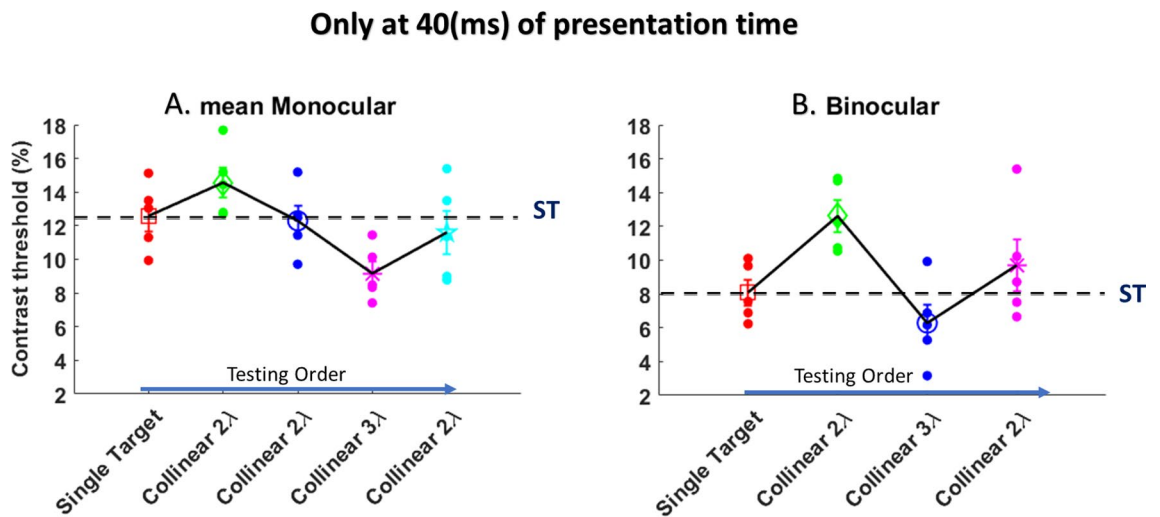 Only at 40(ms) of presentation time
A. mean Monocular
Contrast threshold (%)
18
16
14
12
10
8
6
4
2
ST
Testing Order
Single Target
Collinear 2λ
Collinear 2λ
Collinear 3λ
Collinear 2λ
B. Binocular
18
16
14
12
10
8
6
4
2
ST
Testing Order
Single Target
Collinear 2λ
Collinear 3λ
Collinear 2λ